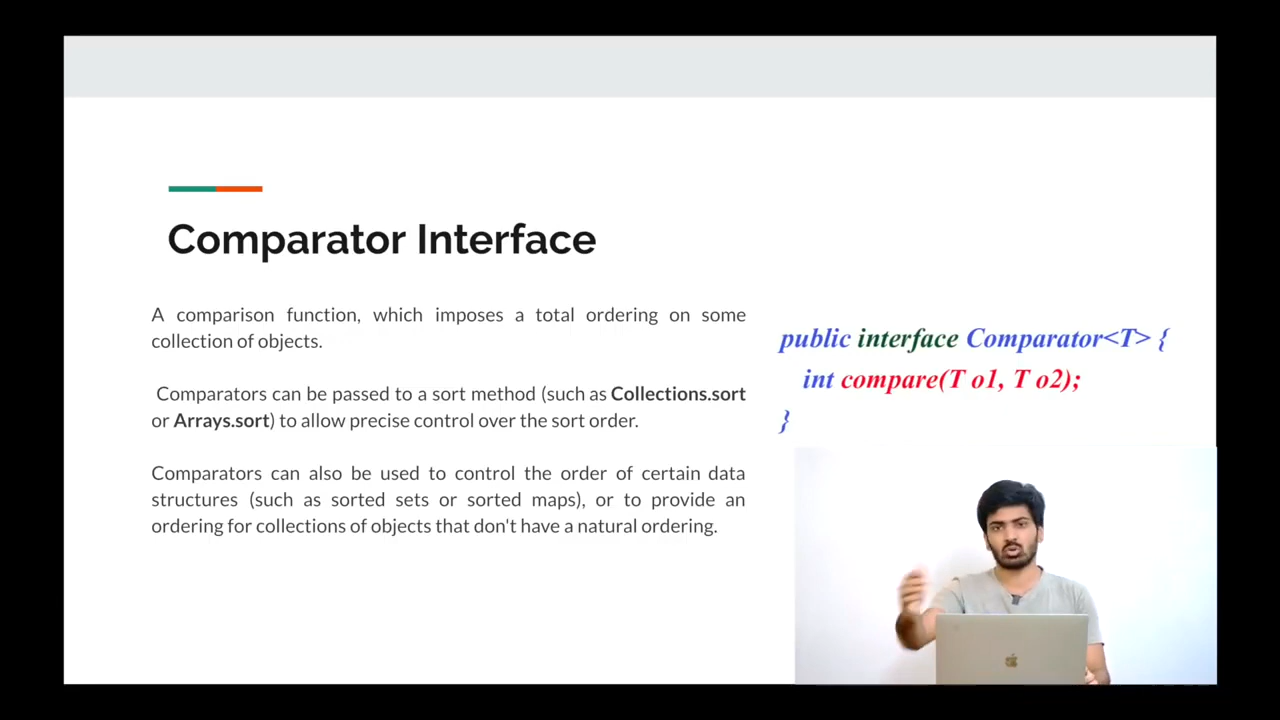 Comparator Interface
A comparison function, which imposes a total ordering on some
collection of objects.
Comparators can be passed to a sort method (such as Collections.sort
or Arrays.sort) to allow precise control over the sort order.
Comparators can also be used to control the order of certain data
structures (such as sorted sets or sorted maps), or to provide an
ordering for collections of objects that don't have a natural ordering.
public interface Comparator<T> {
int compare(T o1, T o2);
}